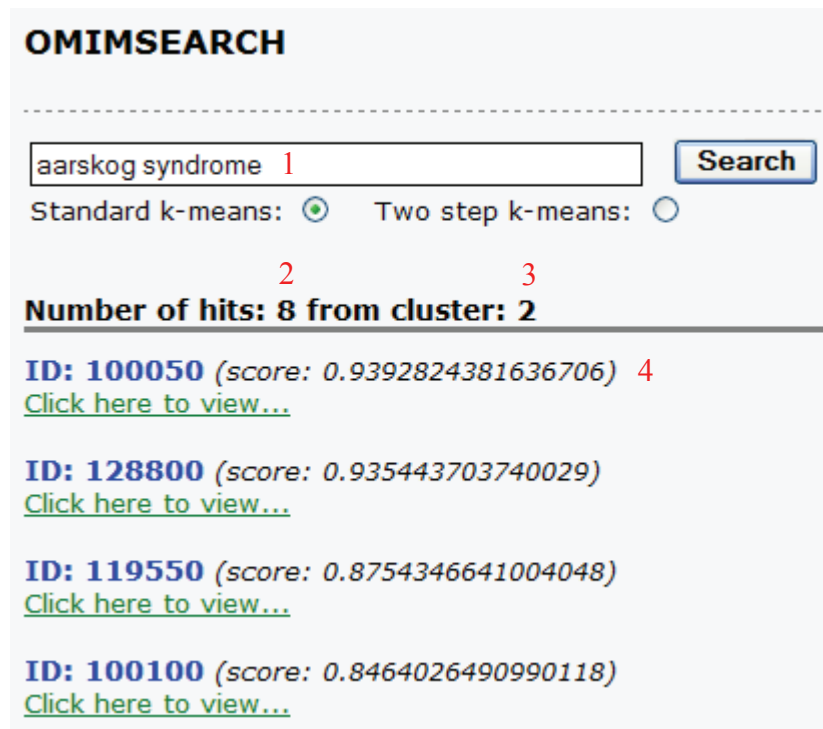 OMIMSEARCH
aarskog syndrome 1 Search
Standard k-means: Two step k-means:
2 3
Number of hits: 8 from cluster: 2
ID: 100050 (score: 0.9392824381636706) 4
Click here to view...
ID: 128800 (score: 0.935443703740029)
Click here to view...
ID: 119550 (score: 0.8754346641004048)
Click here to view...
ID: 100100 (score: 0.8464026490990118)
Click here to view...